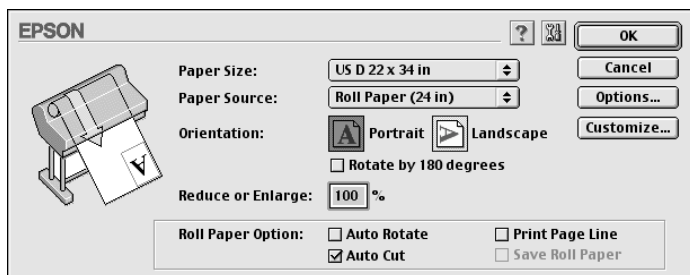 EPSON
? OK
Paper Size: US D 22 x 34 in Cancel
Paper Source: Roll Paper (24 in) Options...
Orientation: A Portrait A Landscape Customize...
Rotate by 180 degrees
Reduce or Enlarge: 100 %
Roll Paper Option: Auto Rotate Print Page Line
Auto Cut Save Roll Paper
A